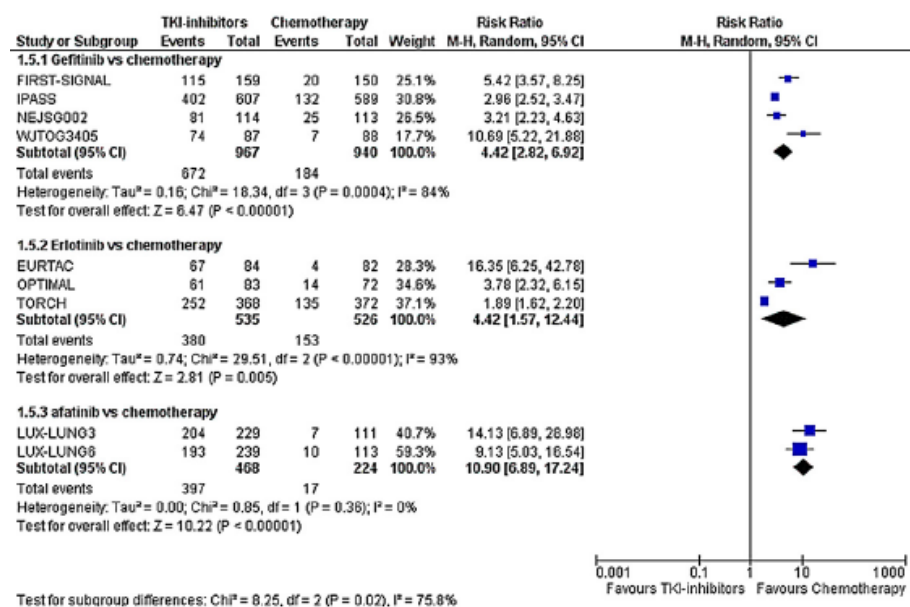 TKI-inhibitors Chemotherapy Risk Ratio Risk Ratio
Study or Subgroup Events Total Events Total Weight M-H, Random, 95% CI M-H, Random, 95% CI
1.5.1 Gefitinib vs chemotherapy
FIRST-SIGNAL 115 159 20 150 25.1% 5.42 [3.57, 8.25]
IPASS 402 607 132 589 30.8% 2.96 [2.52, 3.47]
NEJSG002 81 114 25 113 26.5% 3.21 [2.23, 4.63]
WJTOG3405 74 87 7 88 17.7% 10.69 [5.22, 21.88]
Subtotal (95% CI) 967 940 100.0% 4.42 [2.82, 6.92]
Total events 672 184
Heterogeneity: Tau² = 0.16; Chi² = 18.34, df = 3 (P = 0.0004); I² = 84%
Test for overall effect: Z = 6.47 (P < 0.00001)
1.5.2 Erlotinib vs chemotherapy
EURTAC 67 84 4 82 28.3% 16.35 [6.25, 42.78]
OPTIMAL 61 83 14 72 34.6% 3.78 [2.32, 6.15]
TORCH 252 368 135 372 37.1% 1.89 [1.62, 2.20]
Subtotal (95% CI) 535 526 100.0% 4.42 [1.57, 12.44]
Total events 380 153
Heterogeneity: Tau² = 0.74; Chi² = 29.51, df = 2 (P < 0.00001); I² = 93%
Test for overall effect: Z = 2.81 (P = 0.005)
1.5.3 afatinib vs chemotherapy
LUX-LUNG3 204 229 7 111 40.7% 14.13 [6.89, 28.98]
LUX-LUNG6 193 239 10 113 59.3% 9.13 [5.03, 16.54]
Subtotal (95% CI) 468 224 100.0% 10.90 [6.89, 17.24]
Total events 397 17
Heterogeneity: Tau² = 0.00; Chi² = 0.85, df = 1 (P = 0.36); I² = 0%
Test for overall effect: Z = 10.22 (P < 0.00001)
0.001 0.1 1 10 1000
Favours TKI-inhibitors Favours Chemotherapy
Test for subgroup differences: Chi² = 8.25, df = 2 (P = 0.02), I² = 75.8%